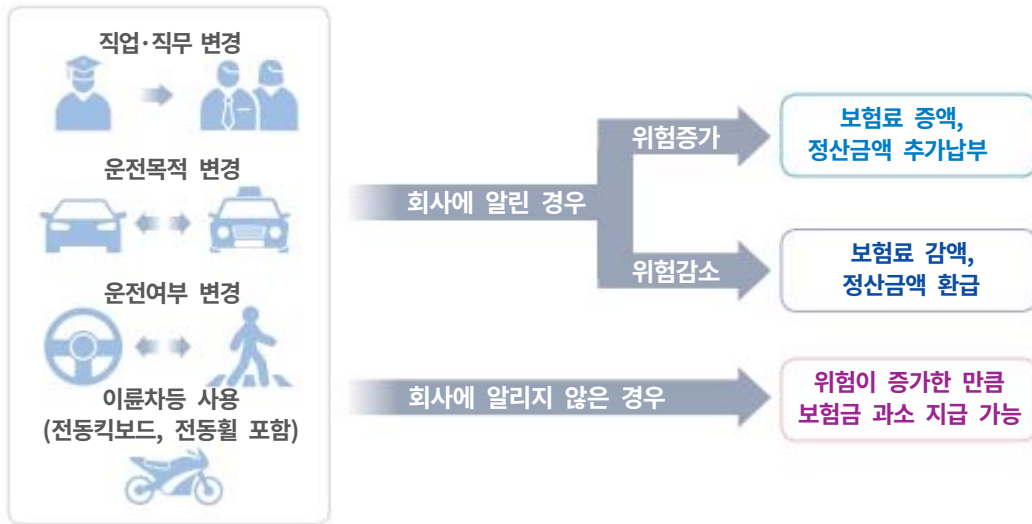 직업·직무 변경
운전목적 변경
운전여부 변경
이륜차등 사용
(전동킥보드, 전동휠 포함)
회사에 알린 경우
위험증가
위험감소
보험료 증액,
정산금액 추가납부
보험료 감액,
정산금액 환급
회사에 알리지 않은 경우
위험이 증가한 만큼
보험금 과소 지급 가능